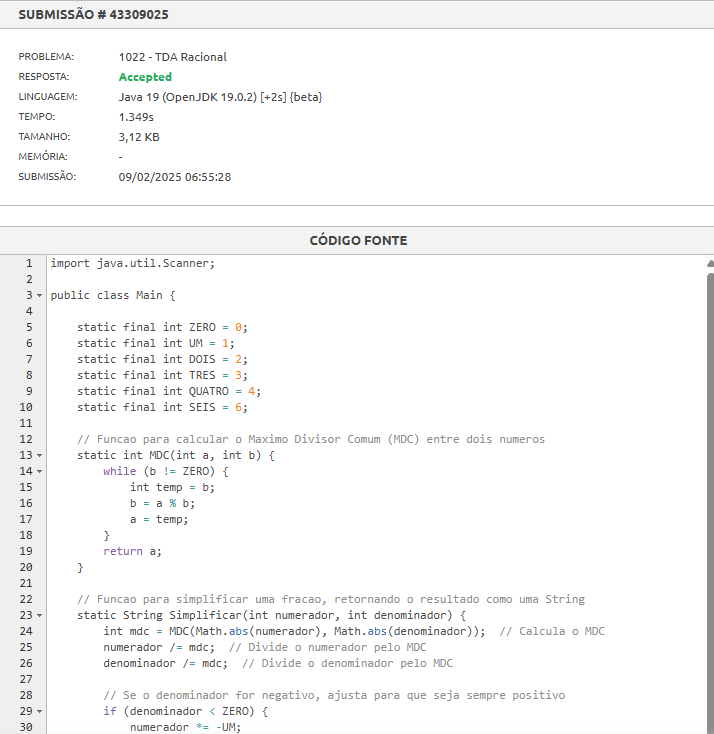 SUBMISSÃO # 43309025
PROBLEMA: 1022 - TDA Racional
RESPOSTA: Accepted
LINGUAGEM: Java 19 (OpenJDK 19.0.2) [+2s] {beta}
TEMPO: 1.349s
TAMANHO: 3,12 KB
MEMÓRIA: -
SUBMISSÃO: 09/02/2025 06:55:28
CÓDIGO FONTE
1 import java.util.Scanner;
2
3 public class Main {
4
5 static final int ZERO = 0;
6 static final int UM = 1;
7 static final int DOIS = 2;
8 static final int TRES = 3;
9 static final int QUATRO = 4;
10 static final int SEIS = 6;
11
12 // Funcao para calcular o Maximo Divisor Comum (MDC) entre dois numeros
13 static int MDC(int a, int b) {
14 while (b != ZERO) {
15 int temp = b;
16 b = a % b;
17 a = temp;
18 }
19 return a;
20 }
21
22 // Funcao para simplificar uma fracao, retornando o resultado como uma String
23 static String Simplificar(int numerador, int denominador) {
24 int mdc = MDC(Math.abs(numerador), Math.abs(denominador)); // Calcula o MDC
25 numerador /= mdc; // Divide o numerador pelo MDC
26 denominador /= mdc; // Divide o denominador pelo MDC
27
28 // Se o denominador for negativo, ajusta para que seja sempre positivo
29 if (denominador < ZERO) {
30 numerador *= -UM;